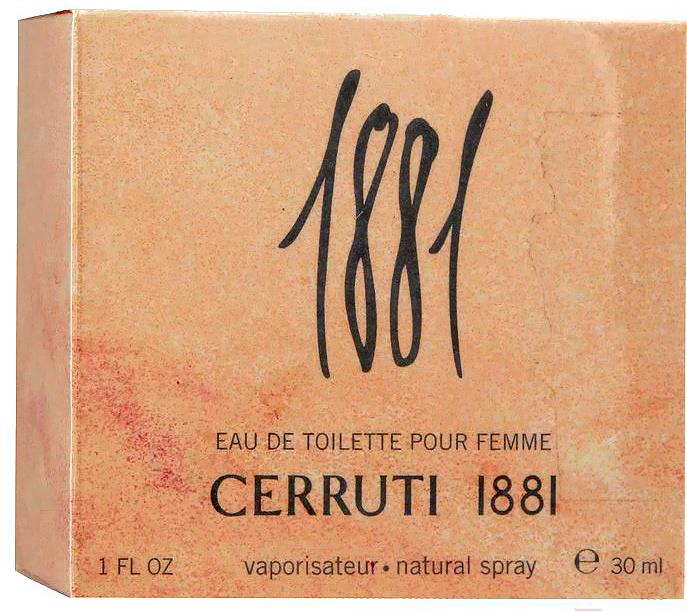 1881
EAU DE TOILETTE POUR FEMME
CERRUTI 1881
1 FL OZ vaporisateur • natural spray ℮ 30 ml